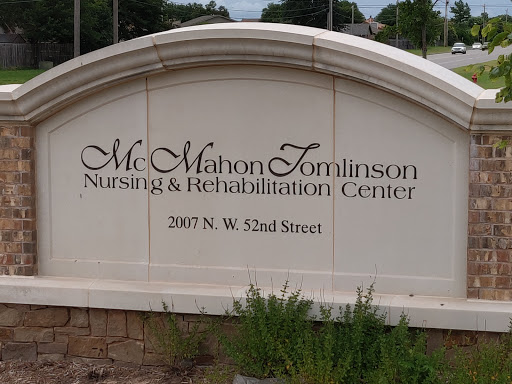 McMahon Tomlinson
Nursing & Rehabilitation Center
2007 N. W. 52nd Street